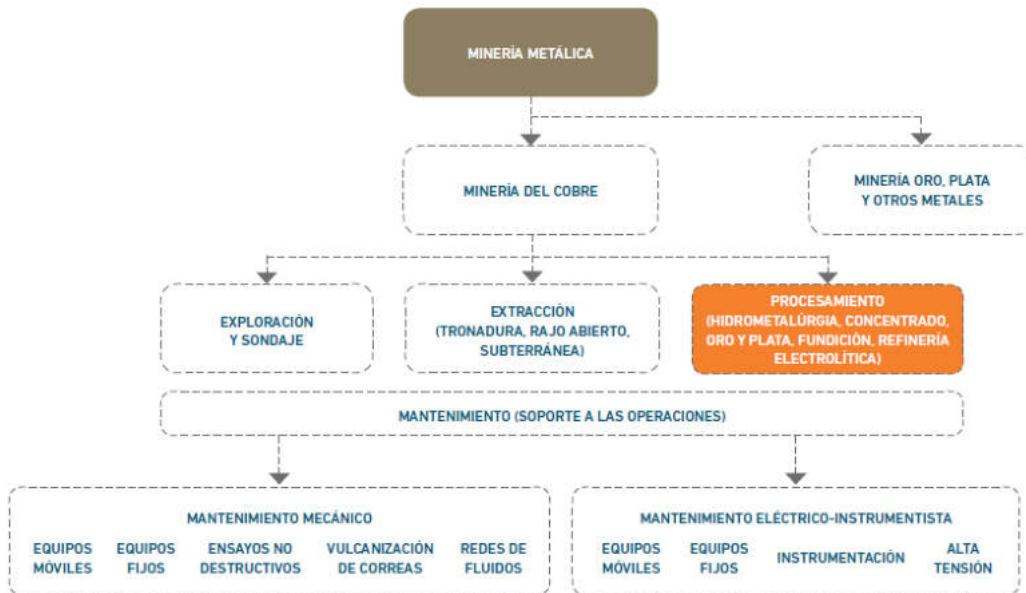 MINERÍA METÁLICA
MINERÍA DEL COBRE
MINERÍA ORO, PLATA
Y OTROS METALES
EXPLORACIÓN
Y SONDAJE
EXTRACCIÓN
(TRONADURA, RAJO ABIERTO,
SUBTERRÁNEA)
PROCESAMIENTO
(HIDROMETALÚRGIA, CONCENTRADO,
ORO Y PLATA, FUNDICIÓN, REFINERÍA
ELECTROLÍTICA)
MANTENIMIENTO (SOPORTE A LAS OPERACIONES)
MANTENIMIENTO MECÁNICO
EQUIPOS
MÓVILES
EQUIPOS
FIJOS
ENSAYOS NO
DESTRUCTIVOS
VULCANIZACIÓN
DE CORREAS
REDES DE
FLUIDOS
MANTENIMIENTO ELÉCTRICO-INSTRUMENTISTA
EQUIPOS
MÓVILES
EQUIPOS
FIJOS
INSTRUMENTACIÓN
ALTA
TENSIÓN